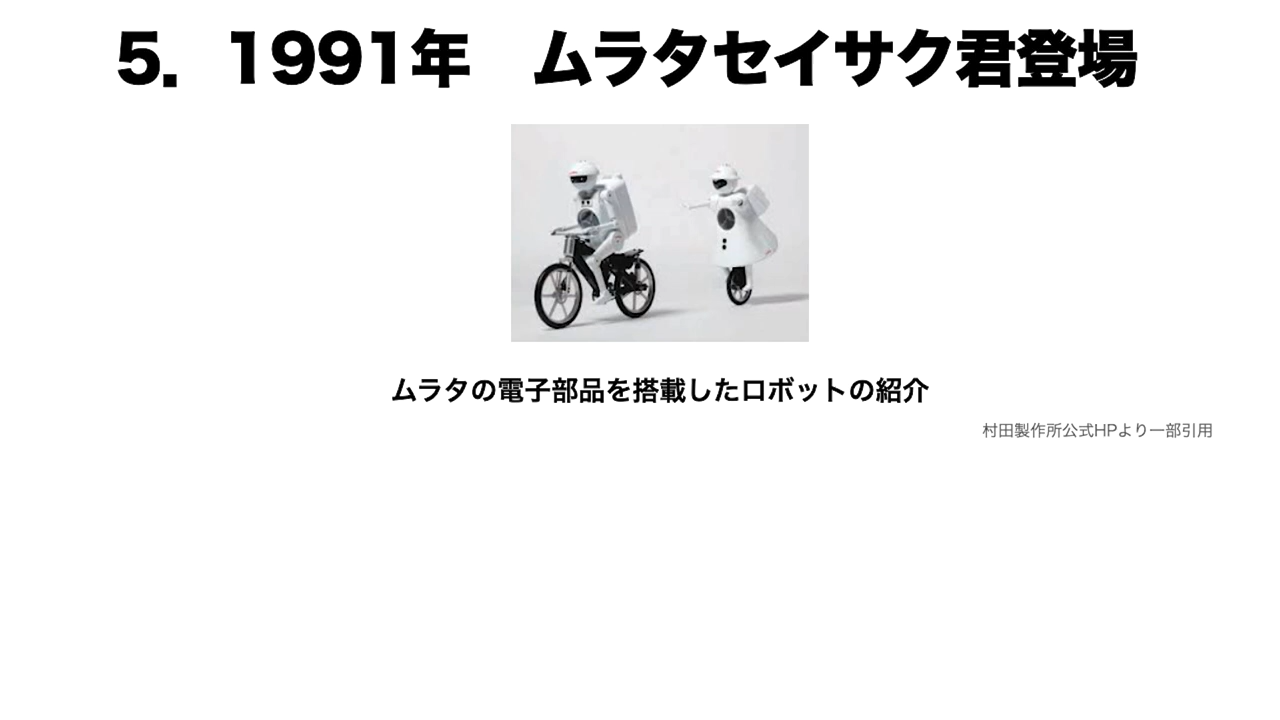 5．1991年　ムラタセイサク君登場
ムラタの電子部品を搭載したロボットの紹介
村田製作所公式HPより一部引用